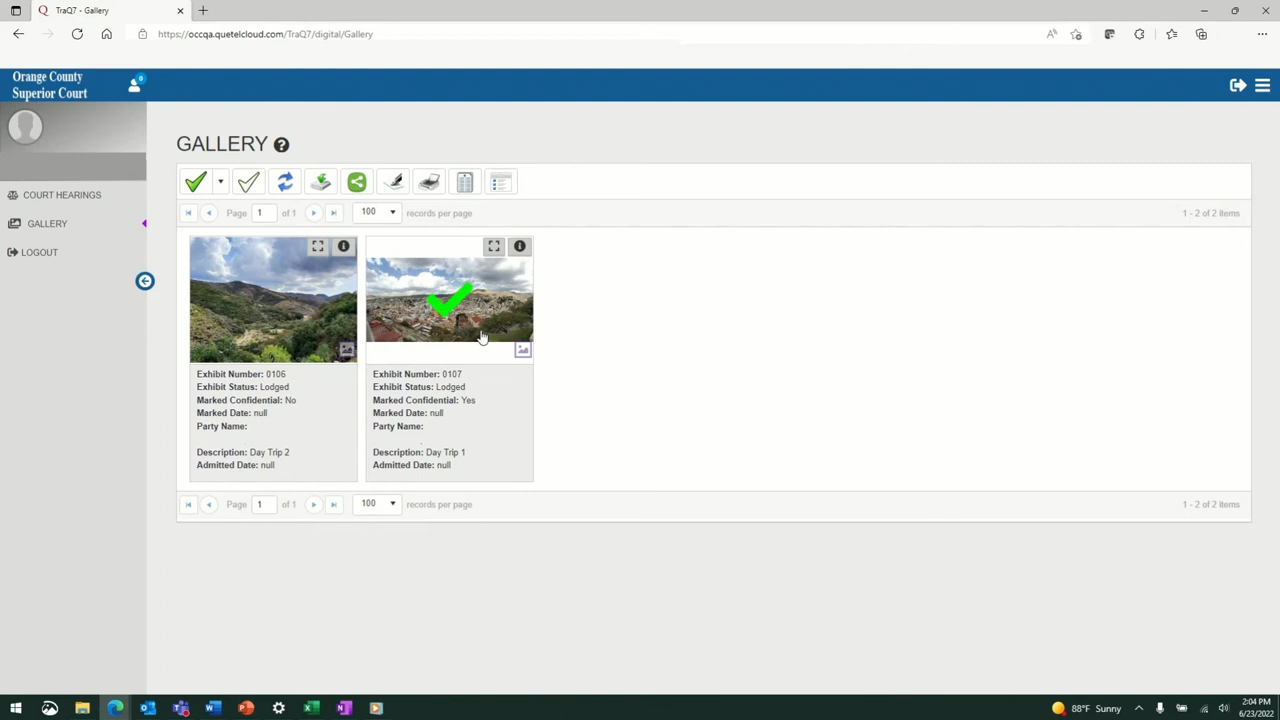 TraQ7 - Gallery
https://occqa.quetelcloud.com/TraQ7/digital/Gallery
Orange County
Superior Court
0
COURT HEARINGS
GALLERY
LOGOUT
GALLERY
Page 1 of 1 100 records per page 1 - 2 of 2 items
Exhibit Number: 0106
Exhibit Status: Lodged
Marked Confidential: No
Marked Date: null
Party Name:
Description: Day Trip 2
Admitted Date: null
Exhibit Number: 0107
Exhibit Status: Lodged
Marked Confidential: Yes
Marked Date: null
Party Name:
Description: Day Trip 1
Admitted Date: null
Page 1 of 1 100 records per page 1 - 2 of 2 items
88°F Sunny
2:04 PM
6/23/2022